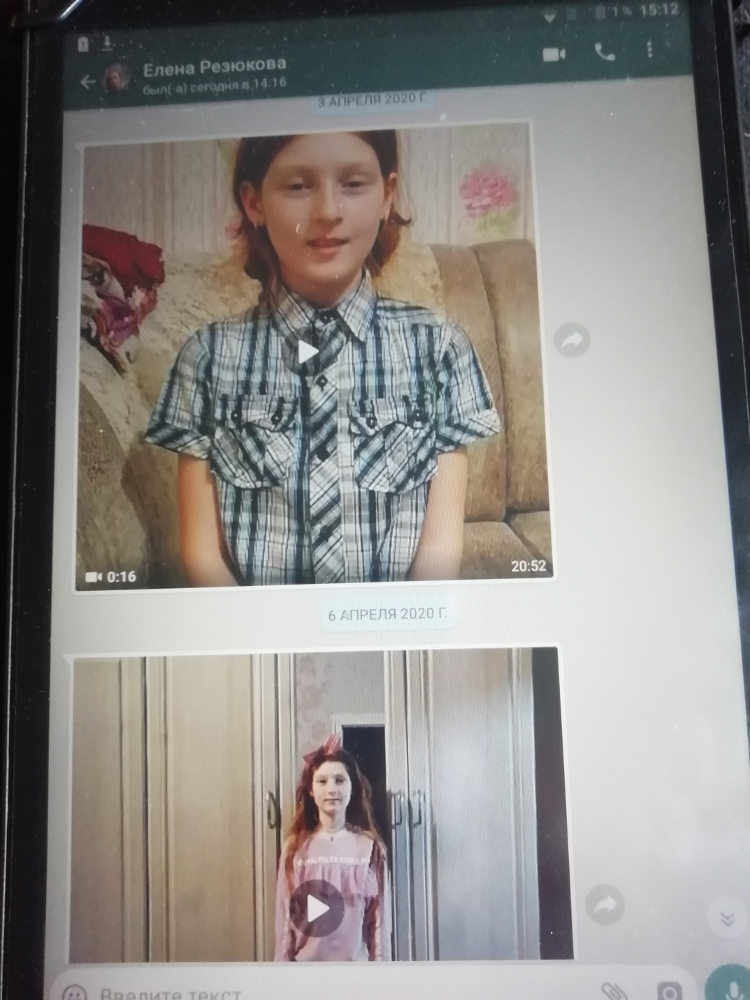 1% 15:12
Елена Резюкова
был(-а) сегодня в 14:16
3 АПРЕЛЯ 2020 Г.
0:16
20:52
6 АПРЕЛЯ 2020 Г.
Введите текст